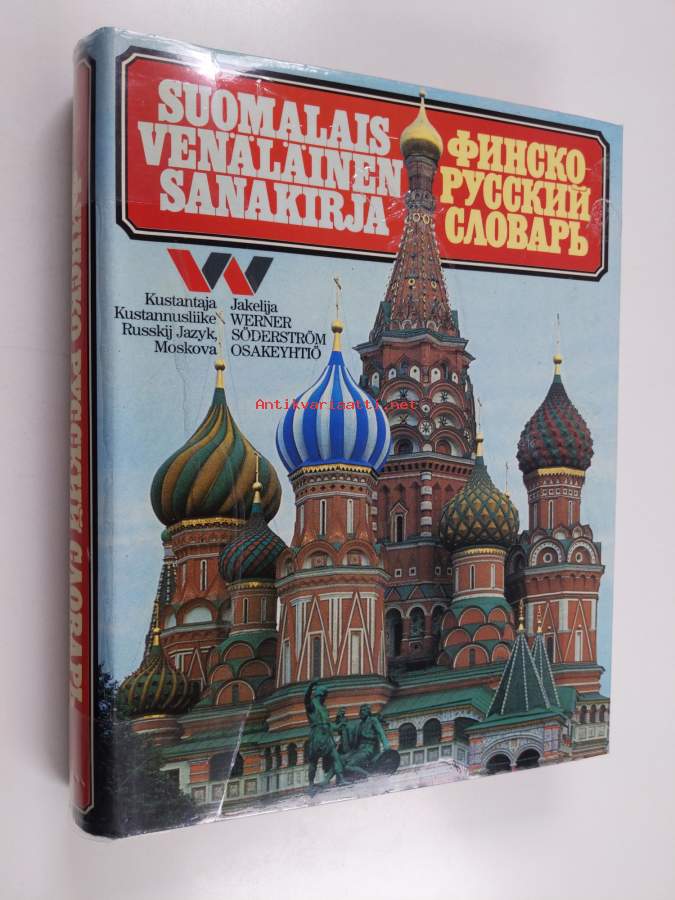 SUOMALAIS
VENÄLÄINEN
SANAKIRJA
ФИНСКО
РУССКИЙ
СЛОВАРЬ
Kustantaja
Kustannusliike
Russkij Jazyk,
Moskova
Jakelija
WERNER
SÖDERSTRÖM
OSAKEYHTIÖ
Antikvariaatti.net
ФИНСКО РУССКИЙ СЛОВАРЬ